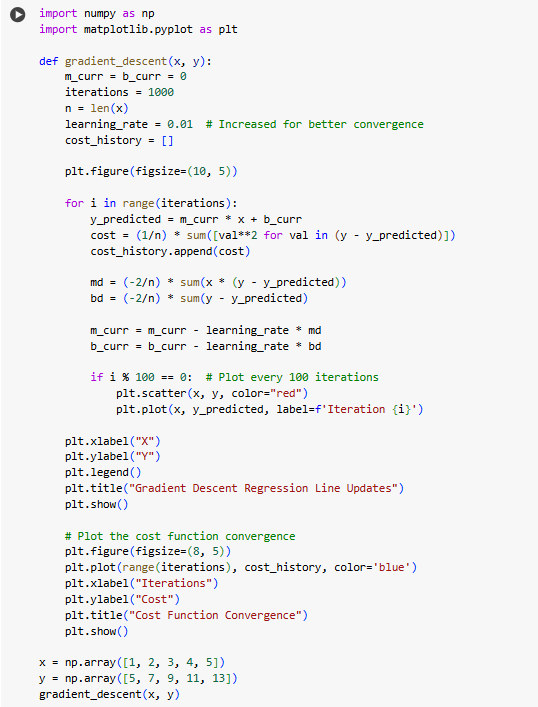 import numpy as np
import matplotlib.pyplot as plt

def gradient_descent(x, y):
    m_curr = b_curr = 0
    iterations = 1000
    n = len(x)
    learning_rate = 0.01  # Increased for better convergence
    cost_history = []

    plt.figure(figsize=(10, 5))

    for i in range(iterations):
        y_predicted = m_curr * x + b_curr
        cost = (1/n) * sum([val**2 for val in (y - y_predicted)])
        cost_history.append(cost)

        md = (-2/n) * sum(x * (y - y_predicted))
        bd = (-2/n) * sum(y - y_predicted)

        m_curr = m_curr - learning_rate * md
        b_curr = b_curr - learning_rate * bd

        if i % 100 == 0:  # Plot every 100 iterations
            plt.scatter(x, y, color="red")
            plt.plot(x, y_predicted, label=f'Iteration {i}')

    plt.xlabel("X")
    plt.ylabel("Y")
    plt.legend()
    plt.title("Gradient Descent Regression Line Updates")
    plt.show()

    # Plot the cost function convergence
    plt.figure(figsize=(8, 5))
    plt.plot(range(iterations), cost_history, color='blue')
    plt.xlabel("Iterations")
    plt.ylabel("Cost")
    plt.title("Cost Function Convergence")
    plt.show()

x = np.array([1, 2, 3, 4, 5])
y = np.array([5, 7, 9, 11, 13])
gradient_descent(x, y)